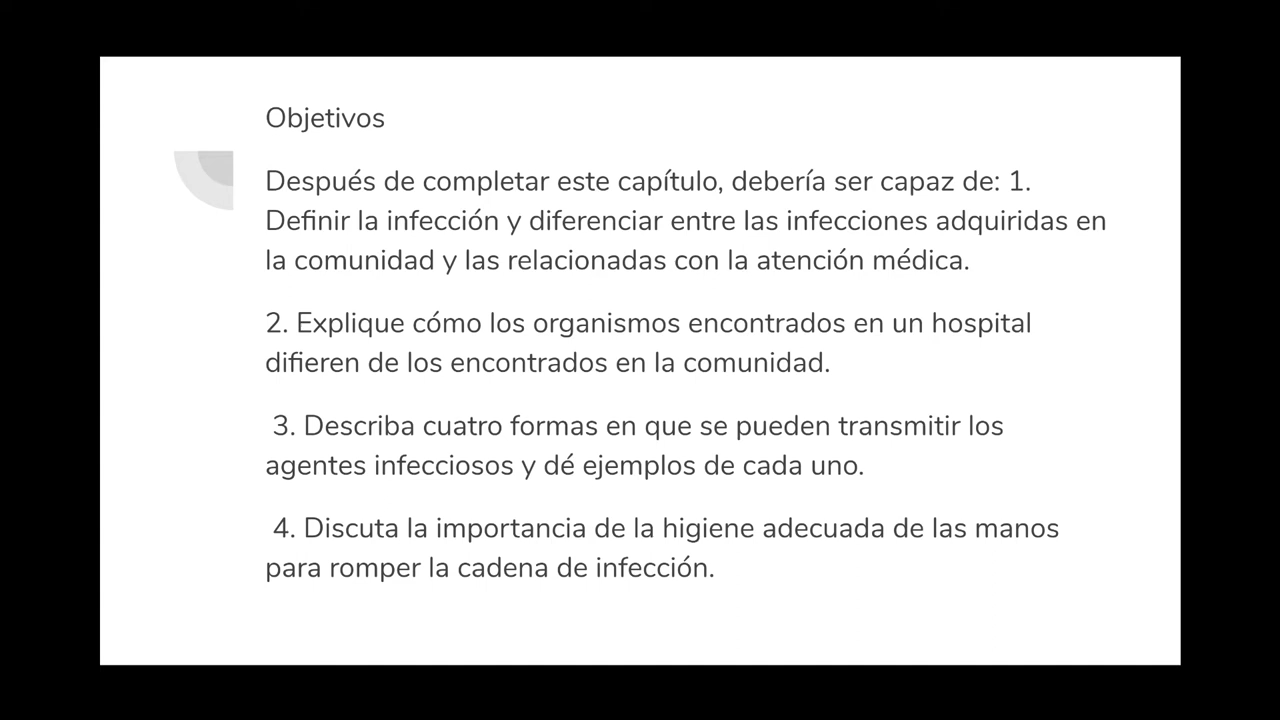 Objetivos
Después de completar este capítulo, debería ser capaz de: 1.
Definir la infección y diferenciar entre las infecciones adquiridas en
la comunidad y las relacionadas con la atención médica.
2. Explique cómo los organismos encontrados en un hospital
difieren de los encontrados en la comunidad.
3. Describa cuatro formas en que se pueden transmitir los
agentes infecciosos y dé ejemplos de cada uno.
4. Discuta la importancia de la higiene adecuada de las manos
para romper la cadena de infección.